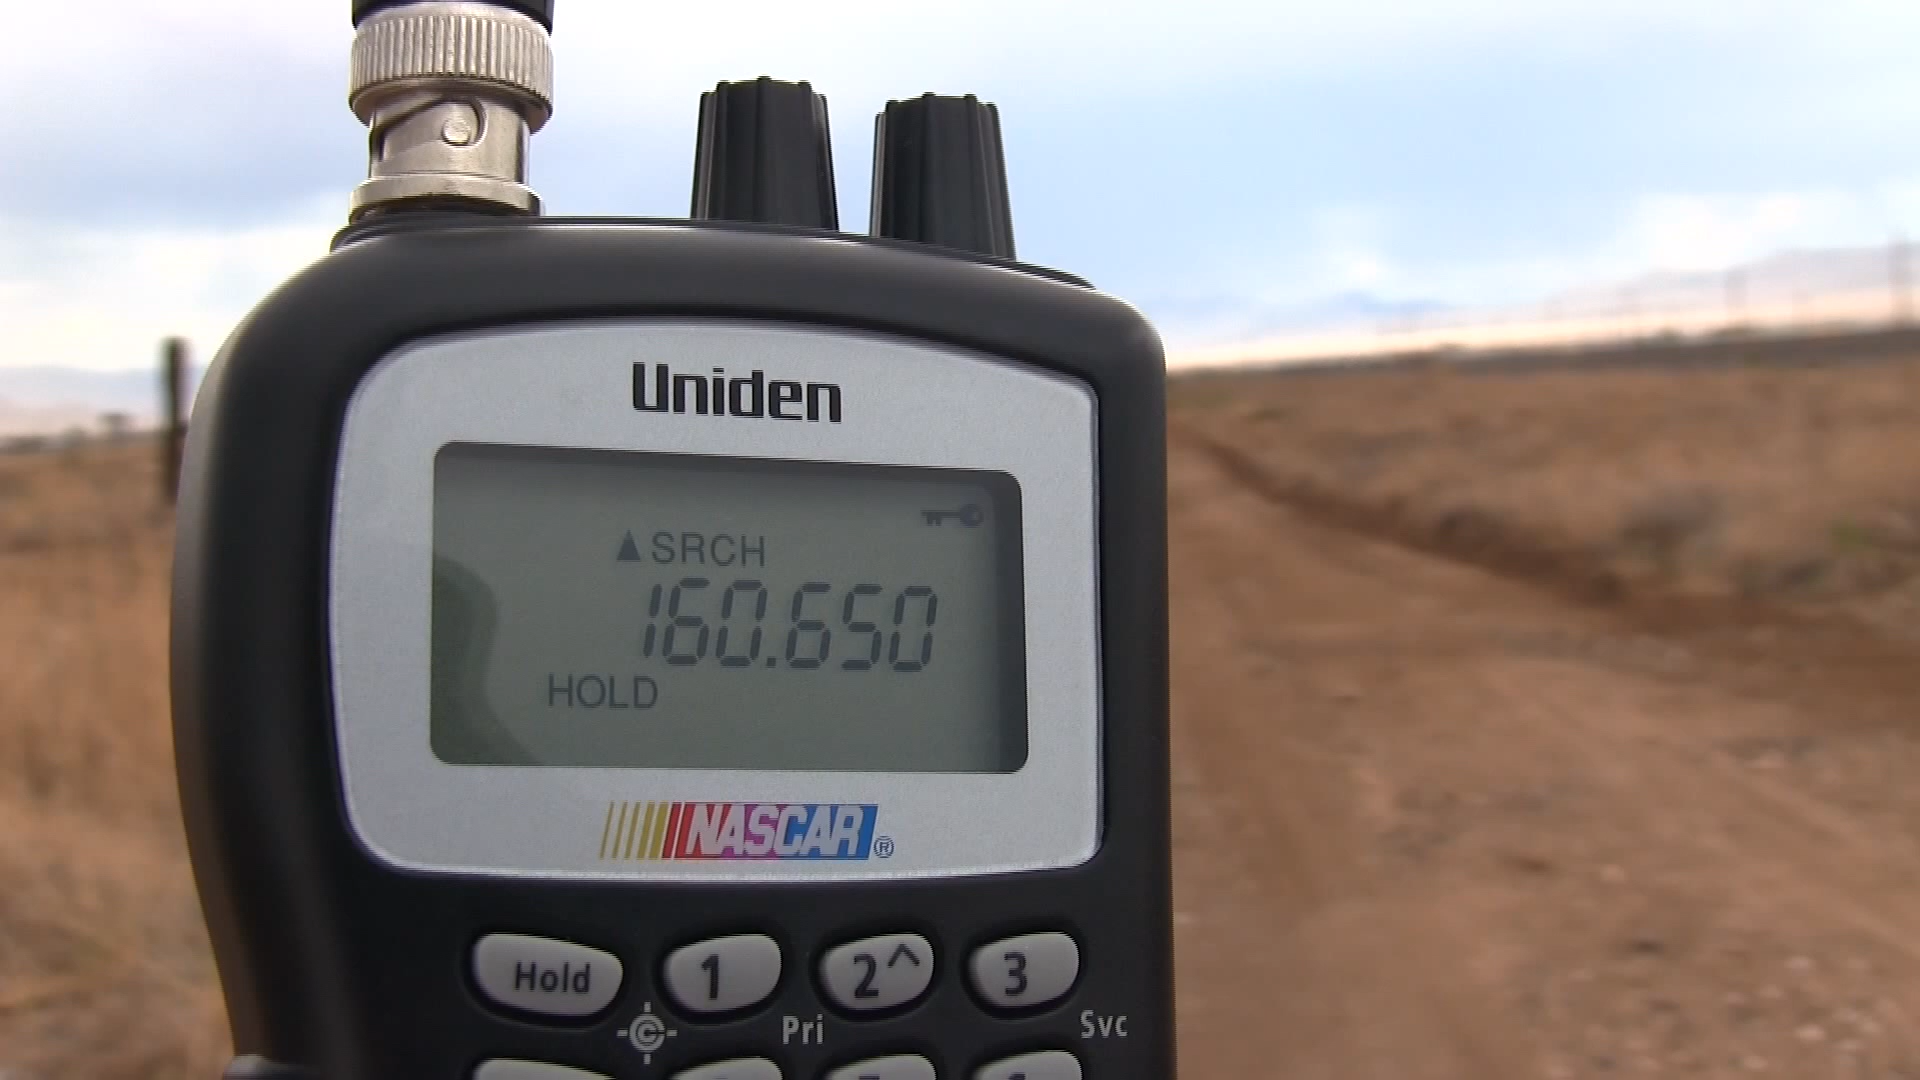 Uniden
▲SRCH
160.650
HOLD
NASCAR®
Hold 1 2^ 3
Pri Svc